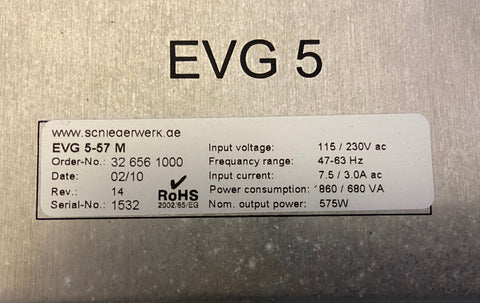 EVG 5
www.schiederwerk.de
EVG 5-57 M
Order-No.: 32 656 1000
Date: 02/10
Rev.: 14
Serial-No.: 1532
RoHS
2002/95/EG
Input voltage: 115 / 230V ac
Frequency range: 47-63 Hz
Input current: 7.5 / 3.0A ac
Power consumption: 860 / 680 VA
Nom. output power: 575W